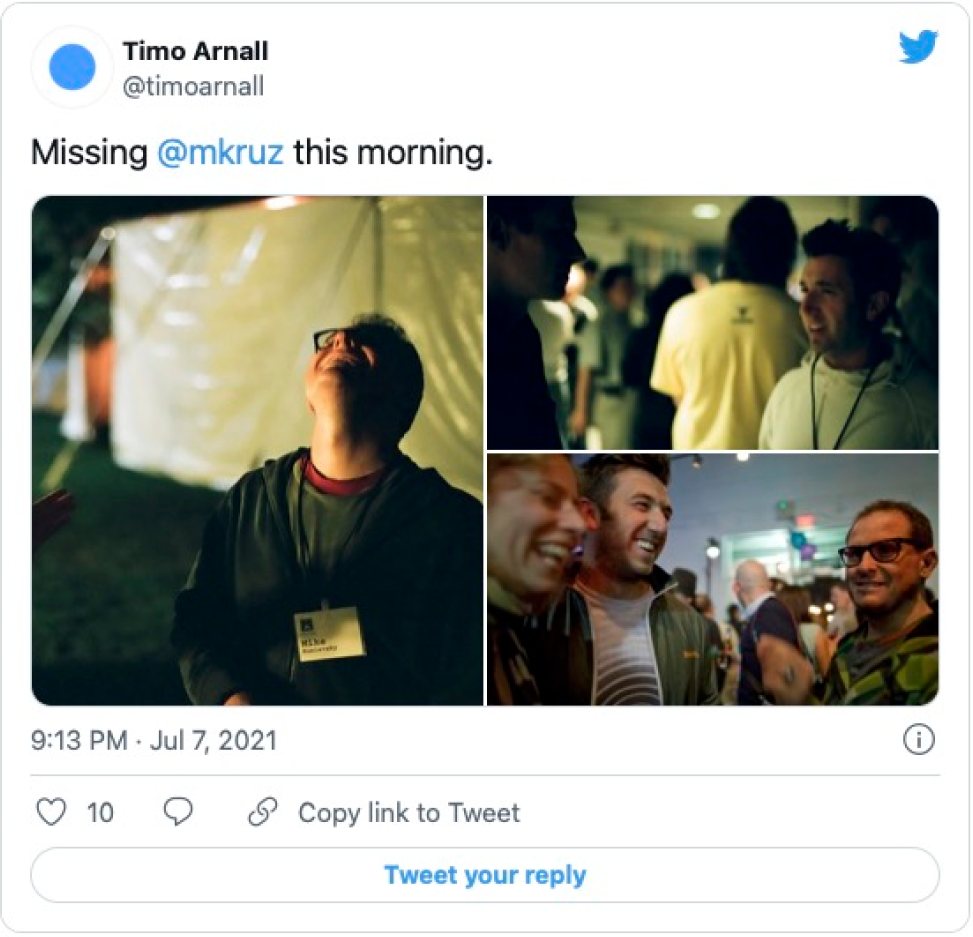 Timo Arnall
@timoarnall
Missing @mkruz this morning.
Mike
9:13 PM · Jul 7, 2021
10
Copy link to Tweet
Tweet your reply